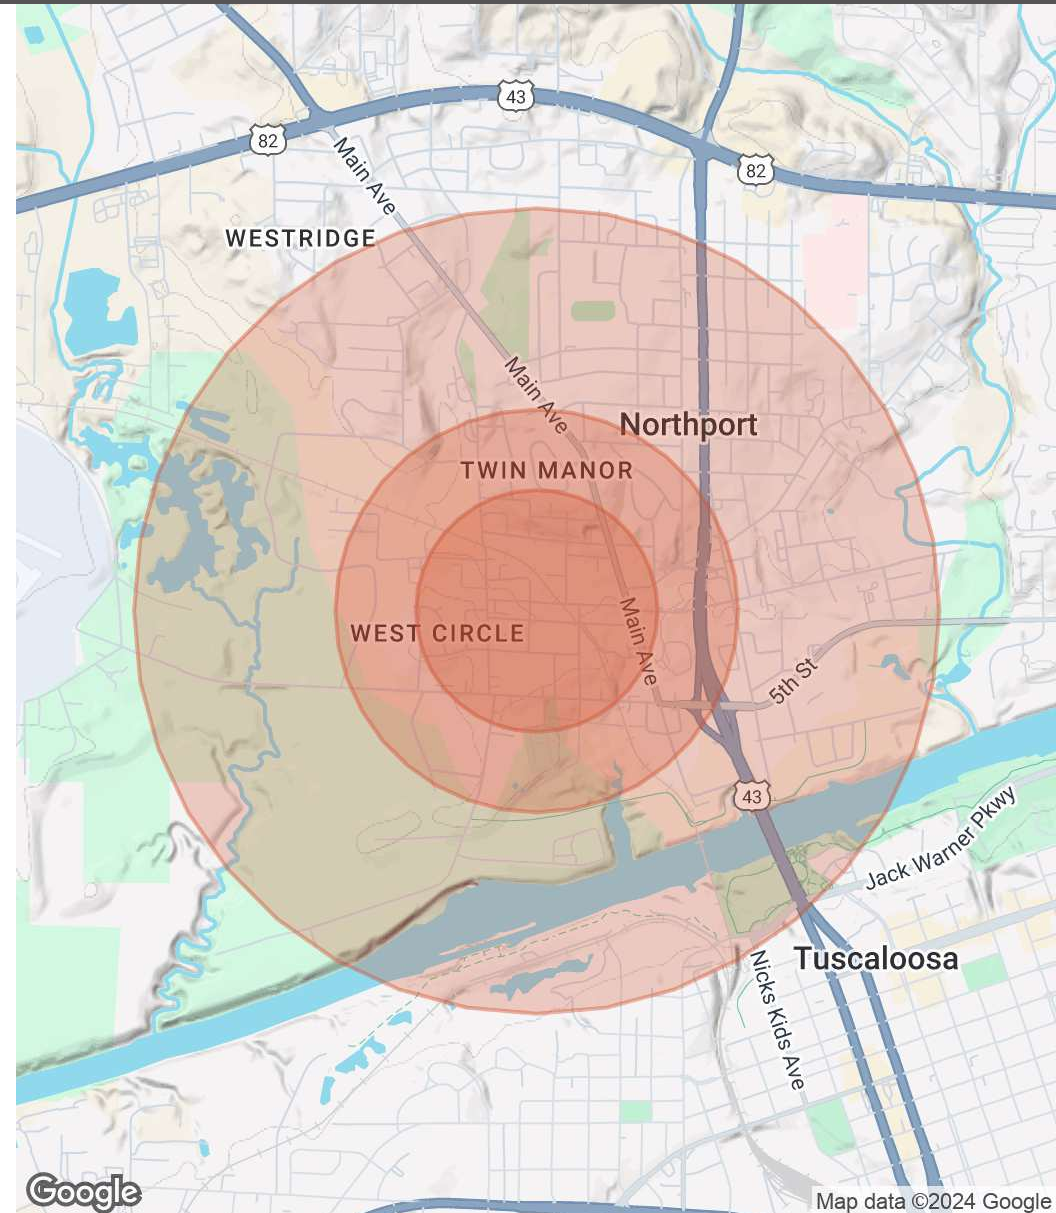 43
82
Main Ave
82
WESTRIDGE
Main Ave
Northport
TWIN MANOR
Main Ave
WEST CIRCLE
5th St
43
Jack Warner Pkwy
Tuscaloosa
Nicks Kids Ave
Google
Map data ©2024 Google